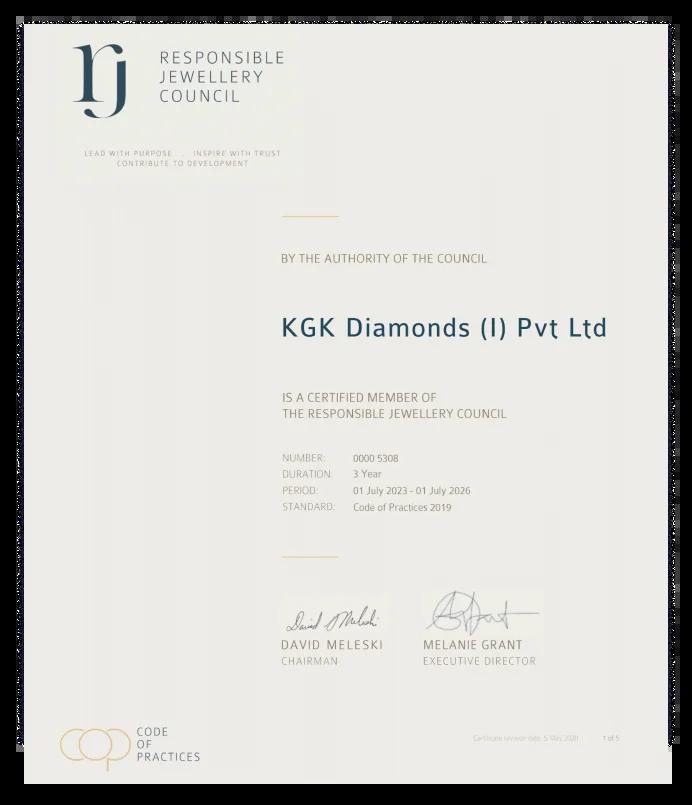 rj
RESPONSIBLE
JEWELLERY
COUNCIL
LEAD WITH PURPOSE . INSPIRE WITH TRUST
CONTRIBUTE TO DEVELOPMENT
BY THE AUTHORITY OF THE COUNCIL
KGK Diamonds (I) Pvt Ltd
IS A CERTIFIED MEMBER OF
THE RESPONSIBLE JEWELLERY COUNCIL
NUMBER: 0000 5308
DURATION: 3 Year
PERIOD: 01 July 2023 - 01 July 2026
STANDARD: Code of Practices 2019
David Meleski
DAVID MELESKI MELANIE GRANT
CHAIRMAN EXECUTIVE DIRECTOR
cop
CODE
OF
PRACTICES
Certificate revision date: 5 May 2020 1 of 5